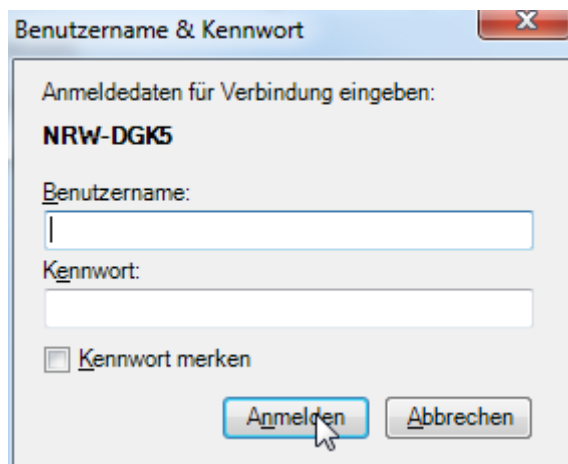 Benutzername & Kennwort
Anmeldedaten für Verbindung eingeben:
NRW-DGK5
Benutzername:
Kennwort:
Kennwort merken
Anmelden Abbrechen